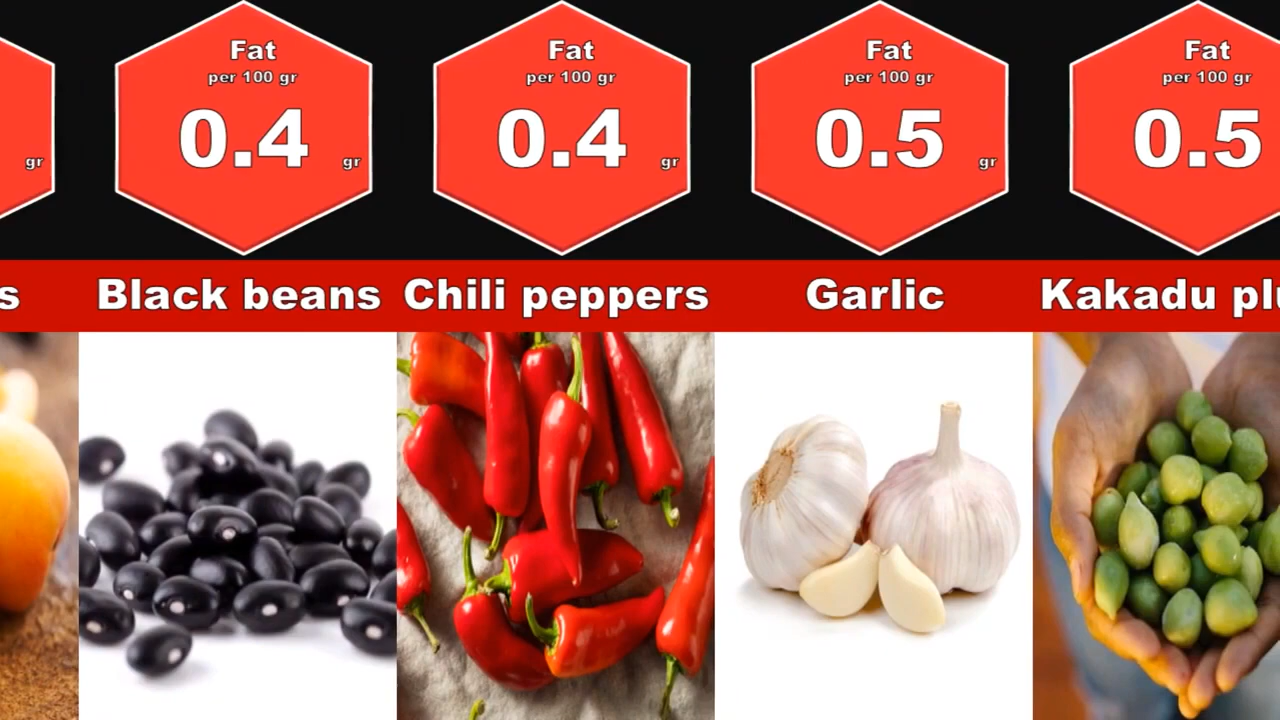 gr
s
Fat
per 100 gr
0.4
gr
Black beans
Fat
per 100 gr
0.4
gr
Chili peppers
Fat
per 100 gr
0.5
gr
Garlic
Fat
per 100 gr
0.5
Kakadu